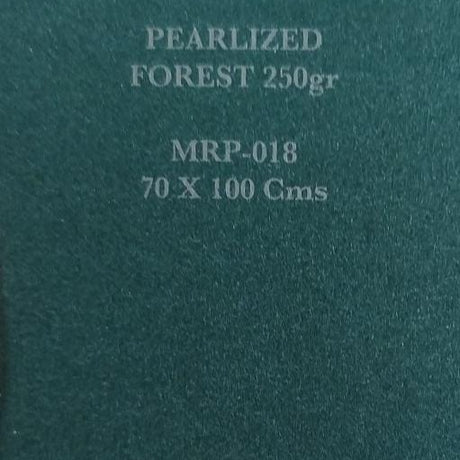 PEARLIZED
FOREST 250gr
MRP-018
70 X 100 Cms